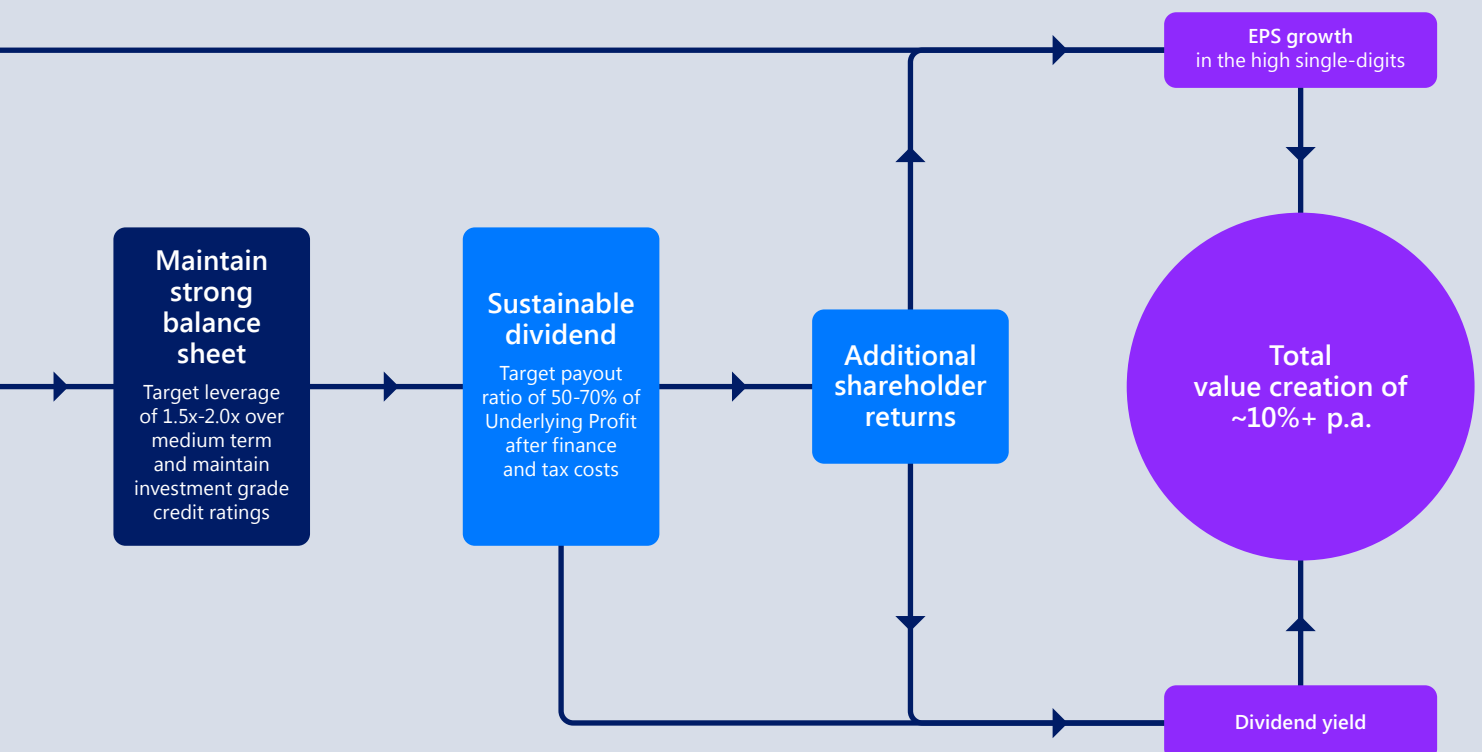 EPS growth
in the high single-digits
Maintain
strong
balance
sheet
Target leverage
of 1.5x-2.0x over
medium term
and maintain
investment grade
credit ratings
Sustainable
dividend
Target payout
ratio of 50-70% of
Underlying Profit
after finance
and tax costs
Additional
shareholder
returns
Total
value creation of
~10%+ p.a.
Dividend yield